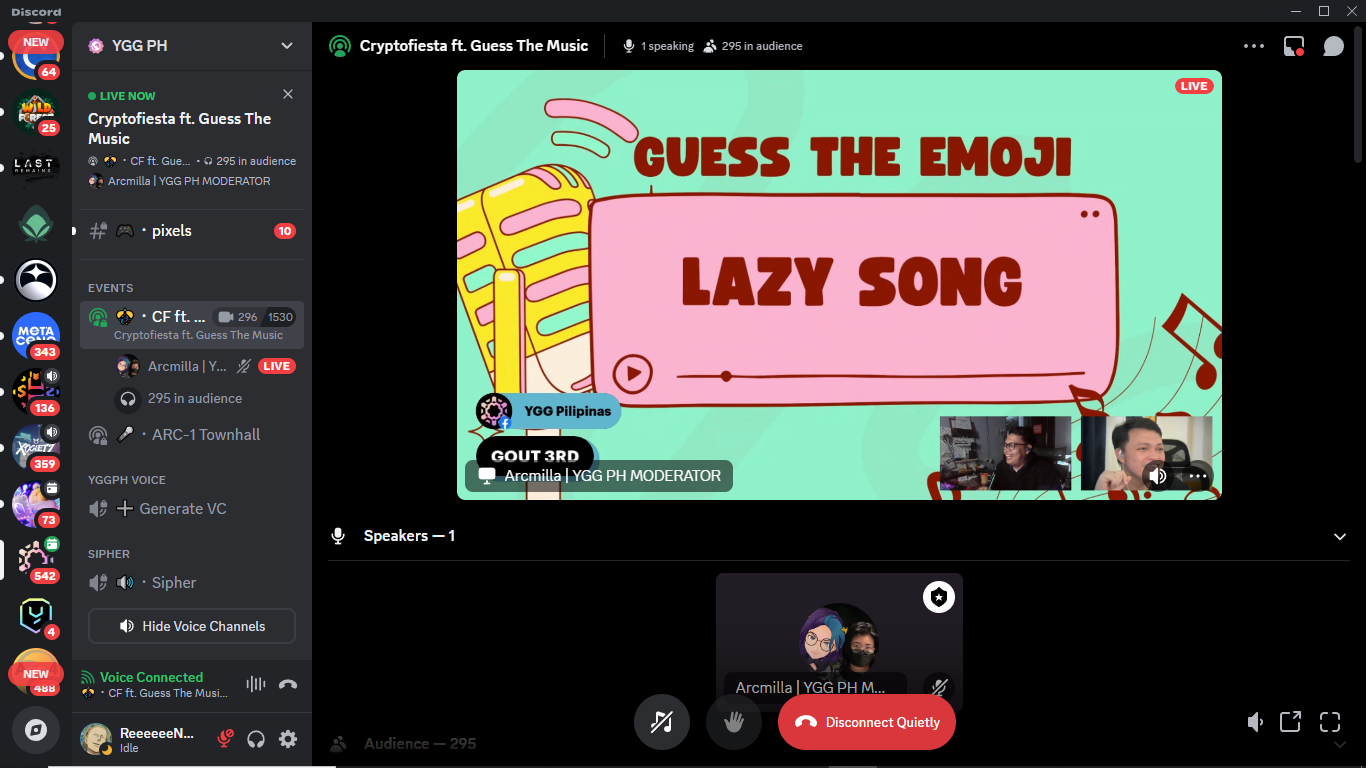 Discord
NEW
64
25
LAST
REMAINS
343
136
359
73
542
4
NEW
488
YGG PH
LIVE NOW
Cryptofiesta ft. Guess The
Music
• CF ft. Gue... • 295 in audience
Arcmilla | YGG PH MODERATOR
• pixels
10
EVENTS
• CF ft. ...
296
1530
Cryptofiesta ft. Guess The Music
Arcmilla | Y...
LIVE
295 in audience
• ARC-1 Townhall
YGGPH VOICE
Generate VC
SIPHER
• Sipher
Hide Voice Channels
Voice Connected
• CF ft. Guess The Musi...
ReeeeeeN...
Idle
Cryptofiesta ft. Guess The Music
1 speaking
295 in audience
LIVE
GUESS THE EMOJI
LAZY SONG
YGG Pilipinas
GOUT 3RD
Arcmilla | YGG PH MODERATOR
Speakers — 1
Arcmilla | YGG PH M...
Disconnect Quietly
Audience — 295